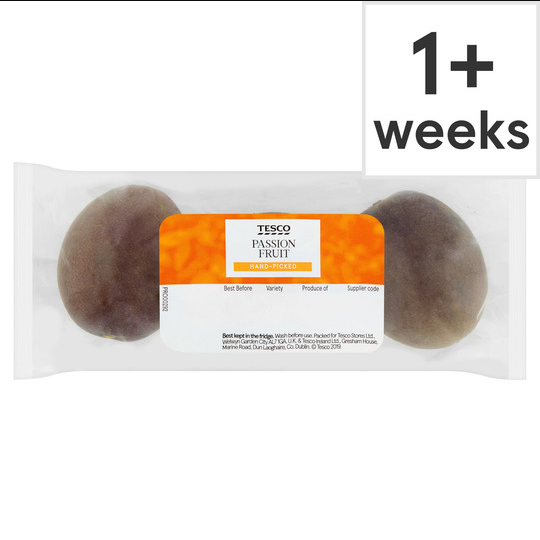 1+
weeks
TESCO
PASSION
FRUIT
HAND-PICKED
Best Before Variety Produce of Supplier code
PROD0292
Best kept in the fridge. Wash before use. Packed for Tesco Stores Ltd.,
Welwyn Garden City AL7 1GA, U.K. & Tesco Ireland Ltd., Gresham House,
Marine Road, Dun Laoghaire, Co. Dublin. © Tesco 2019.